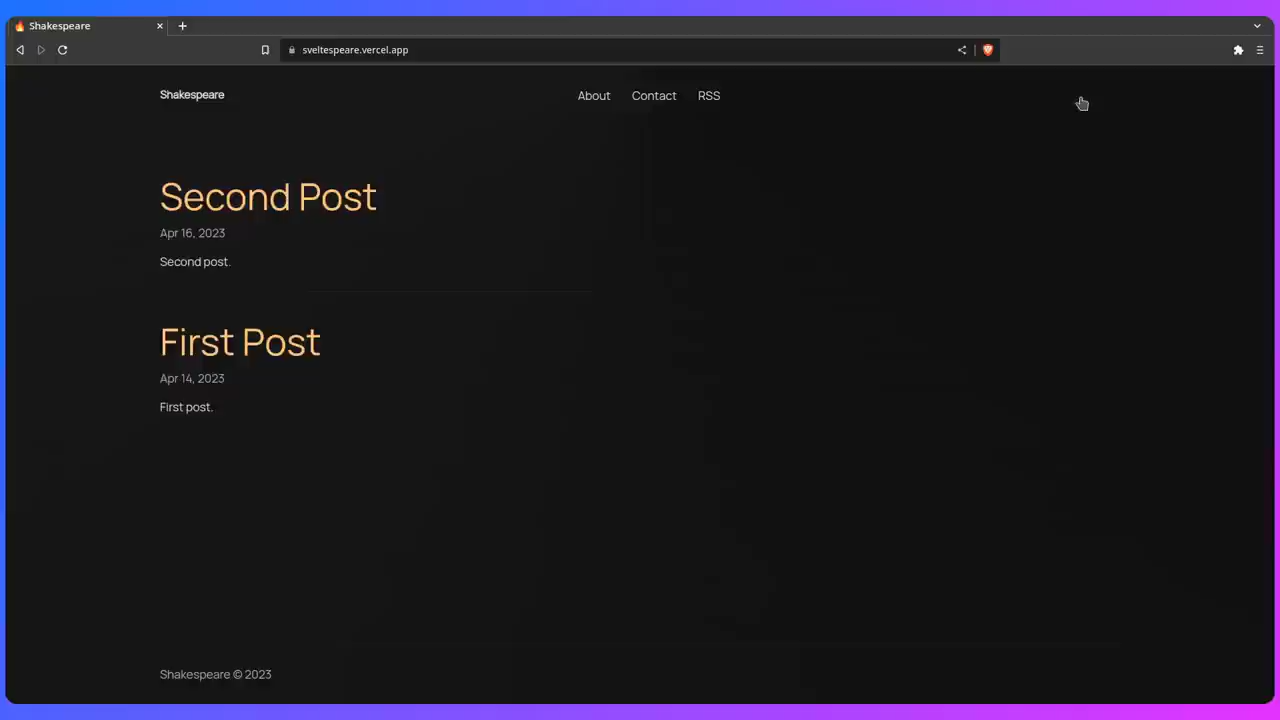 Shakespeare
sveltespeare.vercel.app
Shakespeare
About Contact RSS
Second Post
Apr 16, 2023
Second post.
First Post
Apr 14, 2023
First post.
Shakespeare © 2023